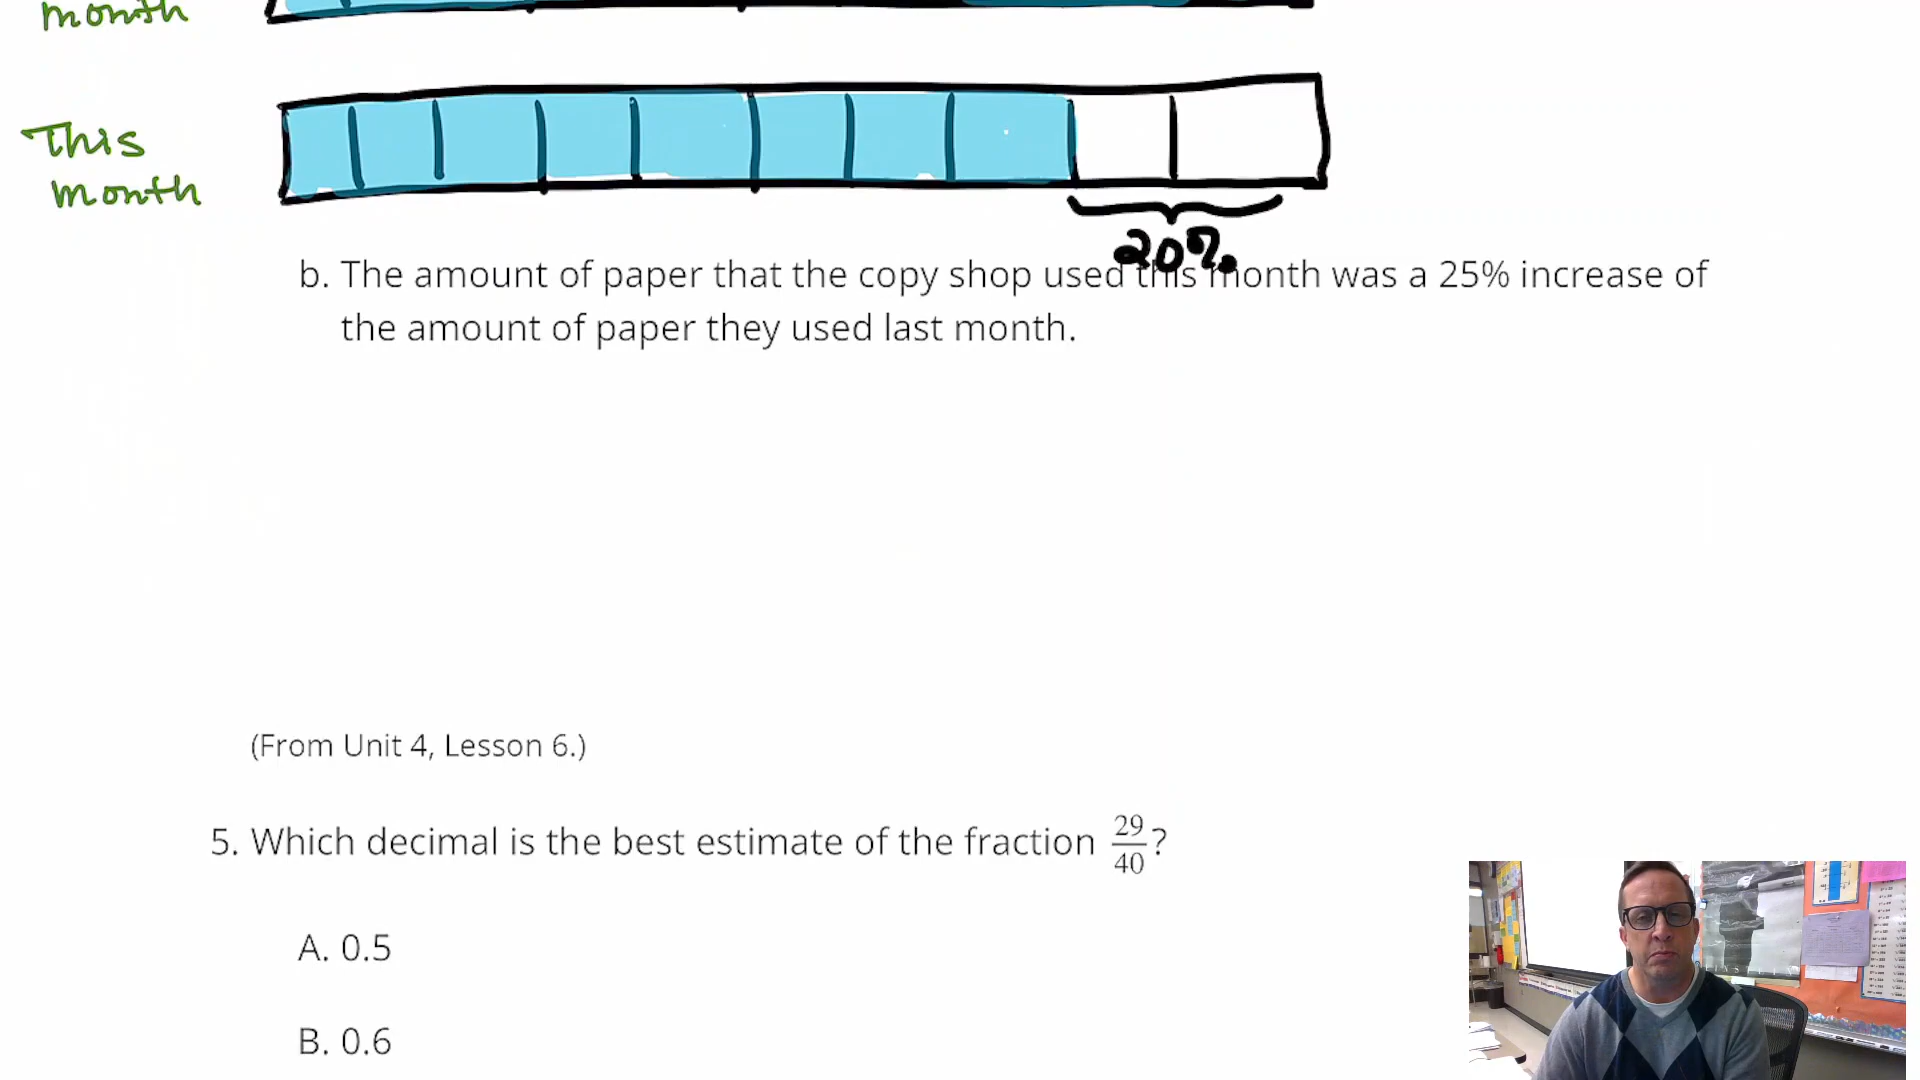 month
This
month
20%
b. The amount of paper that the copy shop used this month was a 25% increase of
the amount of paper they used last month.
(From Unit 4, Lesson 6.)
5. Which decimal is the best estimate of the fraction 29/40?
A. 0.5
B. 0.6